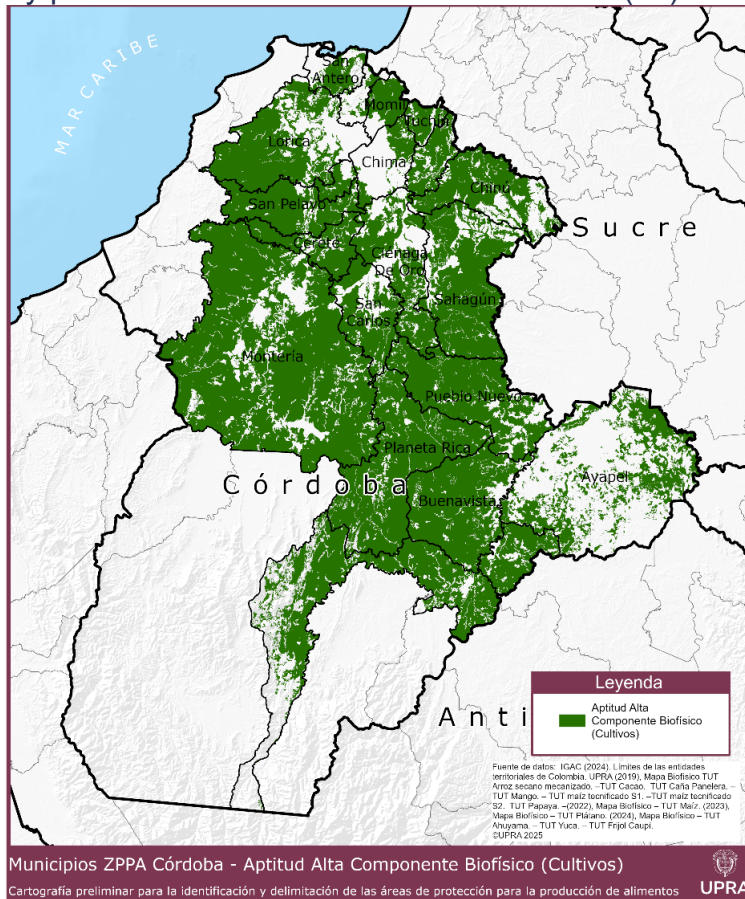 MAR CARIBE
San
Antero
Momil
Tuchín
Lorica
Chima
Chinú
San Pelayo
Sucre
Cereté
Ciénaga
De Oro
Sahagún
San
Carlos
Montería
Pueblo Nuevo
Planeta Rica
Ayapel
Córdoba
Buenavista
Anti
Leyenda
Aptitud Alta
Componente Biofísico
(Cultivos)
Fuente de datos: IGAC (2024). Límites de las entidades
territoriales de Colombia. UPRA (2019), Mapa Biofísico TUT
Arroz secano mecanizado. –TUT Cacao. TUT Caña Panelera. –
TUT Mango. – TUT maíz tecnificado S1. –TUT maíz tecnificado
S2. TUT Papaya. –(2022), Mapa Biofísico – TUT Maíz. (2023),
Mapa Biofísico – TUT Plátano. (2024), Mapa Biofísico – TUT
Ahuyama. – TUT Yuca. – TUT Frijol Caupí.
©UPRA 2025
Municipios ZPPA Córdoba - Aptitud Alta Componente Biofísico (Cultivos)
Cartografía preliminar para la identificación y delimitación de las áreas de protección para la producción de alimentos
UPRA